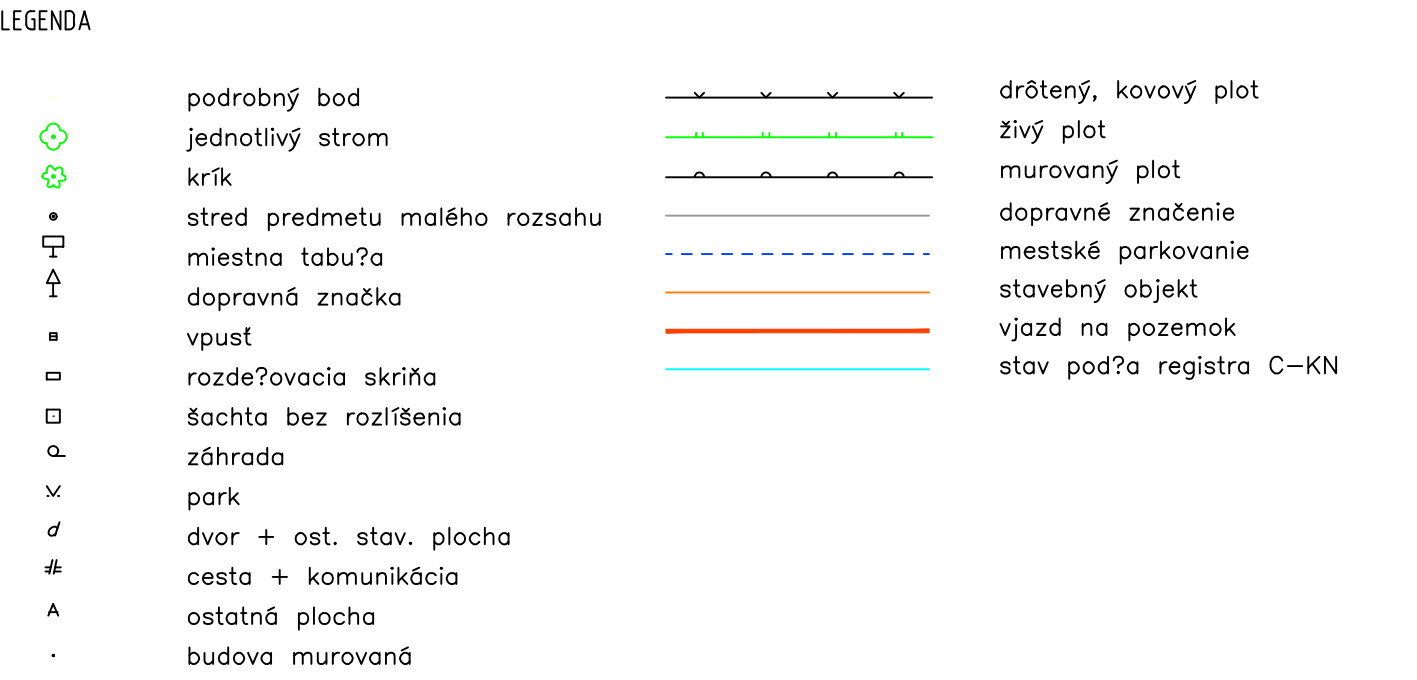 LEGENDA
podrobný bod
jednotlivý strom
krík
stred predmetu malého rozsahu
miestna tabu?a
dopravná značka
vpusť
rozde?ovacia skriňa
šachta bez rozlíšenia
záhrada
park
d dvor + ost. stav. plocha
cesta + komunikácia
A ostatná plocha
budova murovaná
drôtený, kovový plot
živý plot
murovaný plot
dopravné značenie
mestské parkovanie
stavebný objekt
vjazd na pozemok
stav pod?a registra C-KN